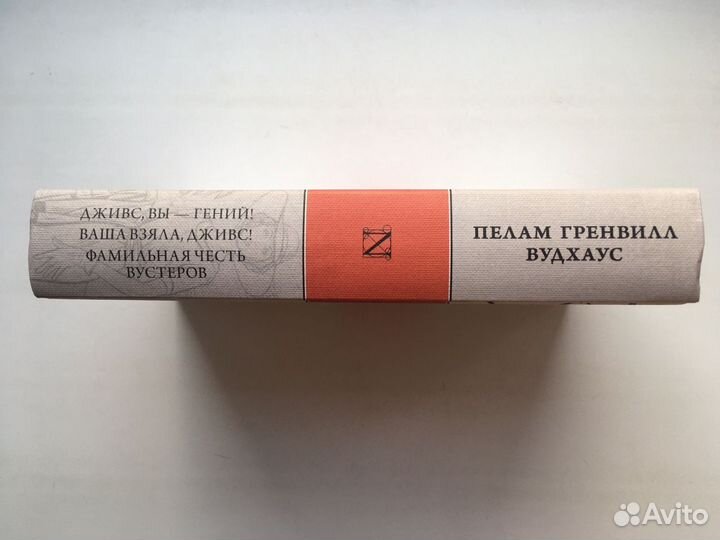 ДЖИВС, ВЫ — ГЕНИЙ!
ВАША ВЗЯЛА, ДЖИВС!
ФАМИЛЬНАЯ ЧЕСТЬ
ВУСТЕРОВ
ПЕЛАМ ГРЕНВИЛЛ
ВУДХАУС
Avito